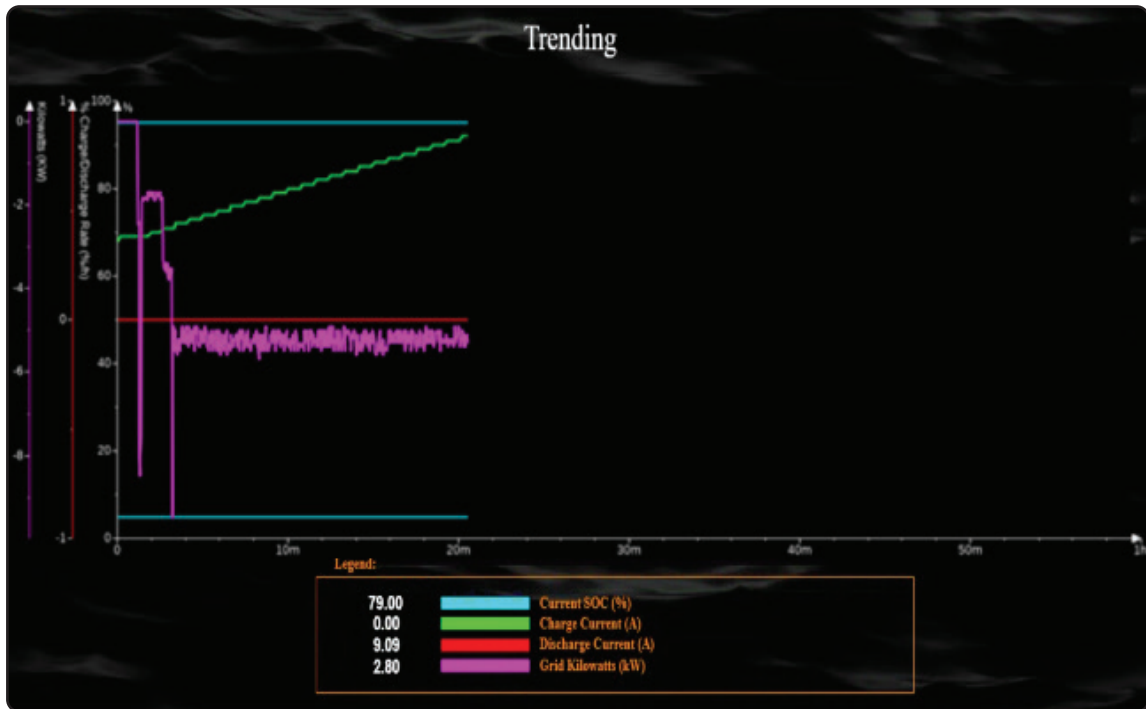 Trending
Kilowatts (KW)
0
-2
-4
-6
-8
% Charge/Discharge Rate (%/h)
1
0
-1
%
100
80
60
40
20
0
0 10m 20m 30m 40m 50m 1h
Legend:
79.00 Current SOC (%)
0.00 Charge Current (A)
9.09 Discharge Current (A)
2.80 Grid Kilowatts (kW)